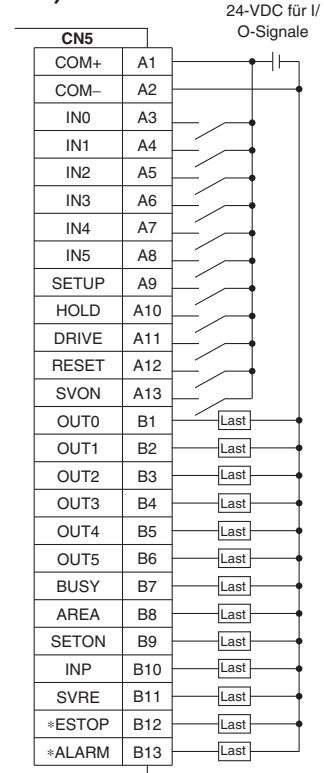 24-VDC für I/
O-Signale
CN5
COM+ A1
COM− A2
IN0 A3
IN1 A4
IN2 A5
IN3 A6
IN4 A7
IN5 A8
SETUP A9
HOLD A10
DRIVE A11
RESET A12
SVON A13
OUT0 B1 Last
OUT1 B2 Last
OUT2 B3 Last
OUT3 B4 Last
OUT4 B5 Last
OUT5 B6 Last
BUSY B7 Last
AREA B8 Last
SETON B9 Last
INP B10 Last
SVRE B11 Last
∗ESTOP B12 Last
∗ALARM B13 Last